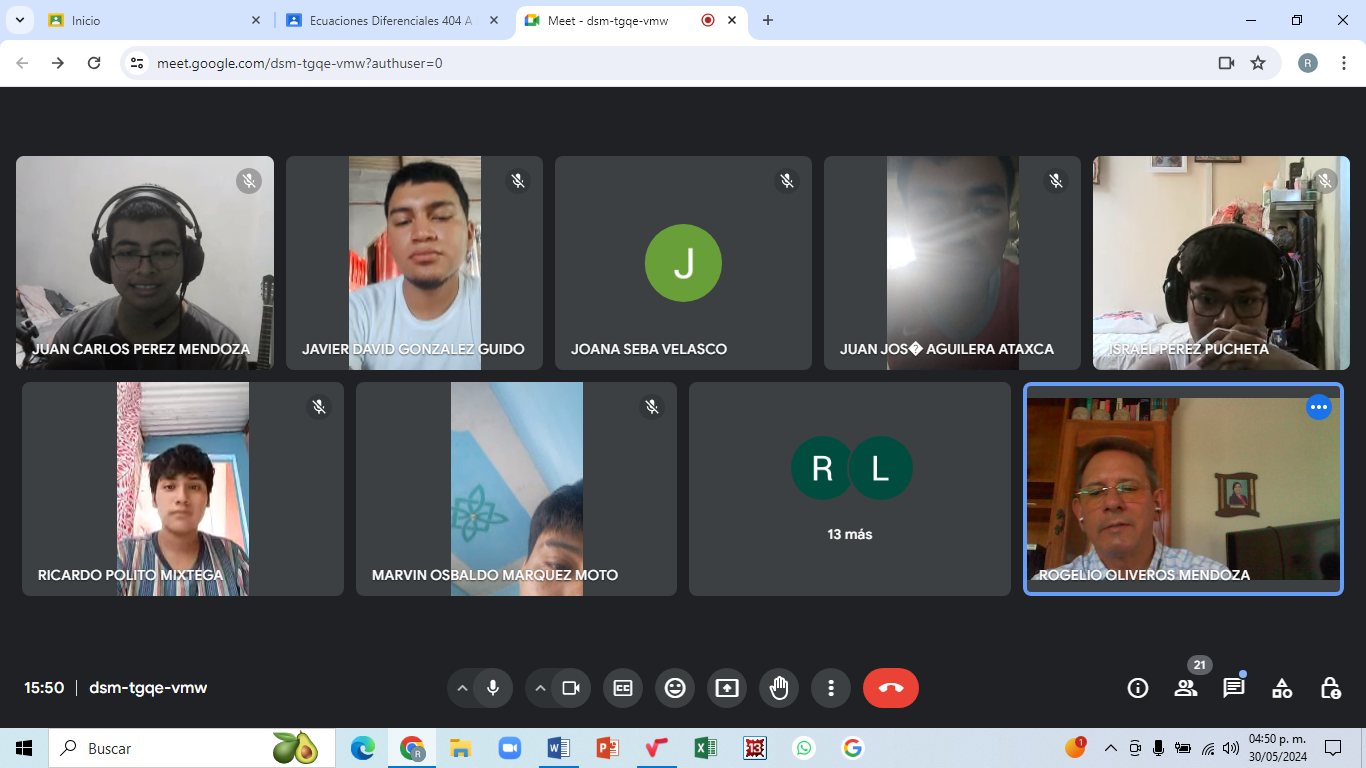 Inicio
Ecuaciones Diferenciales 404 A
Meet - dsm-tgqe-vmw
meet.google.com/dsm-tgqe-vmw?authuser=0
R
JUAN CARLOS PEREZ MENDOZA
JAVIER DAVID GONZALEZ GUIDO
J
JOANA SEBA VELASCO
JUAN JOS� AGUILERA ATAXCA
ISRAEL PEREZ PUCHETA
RICARDO POLITO MIXTEGA
MARVIN OSBALDO MARQUEZ MOTO
R L
13 más
ROGELIO OLIVEROS MENDOZA
15:50 | dsm-tgqe-vmw
21
Buscar
04:50 p. m.
30/05/2024